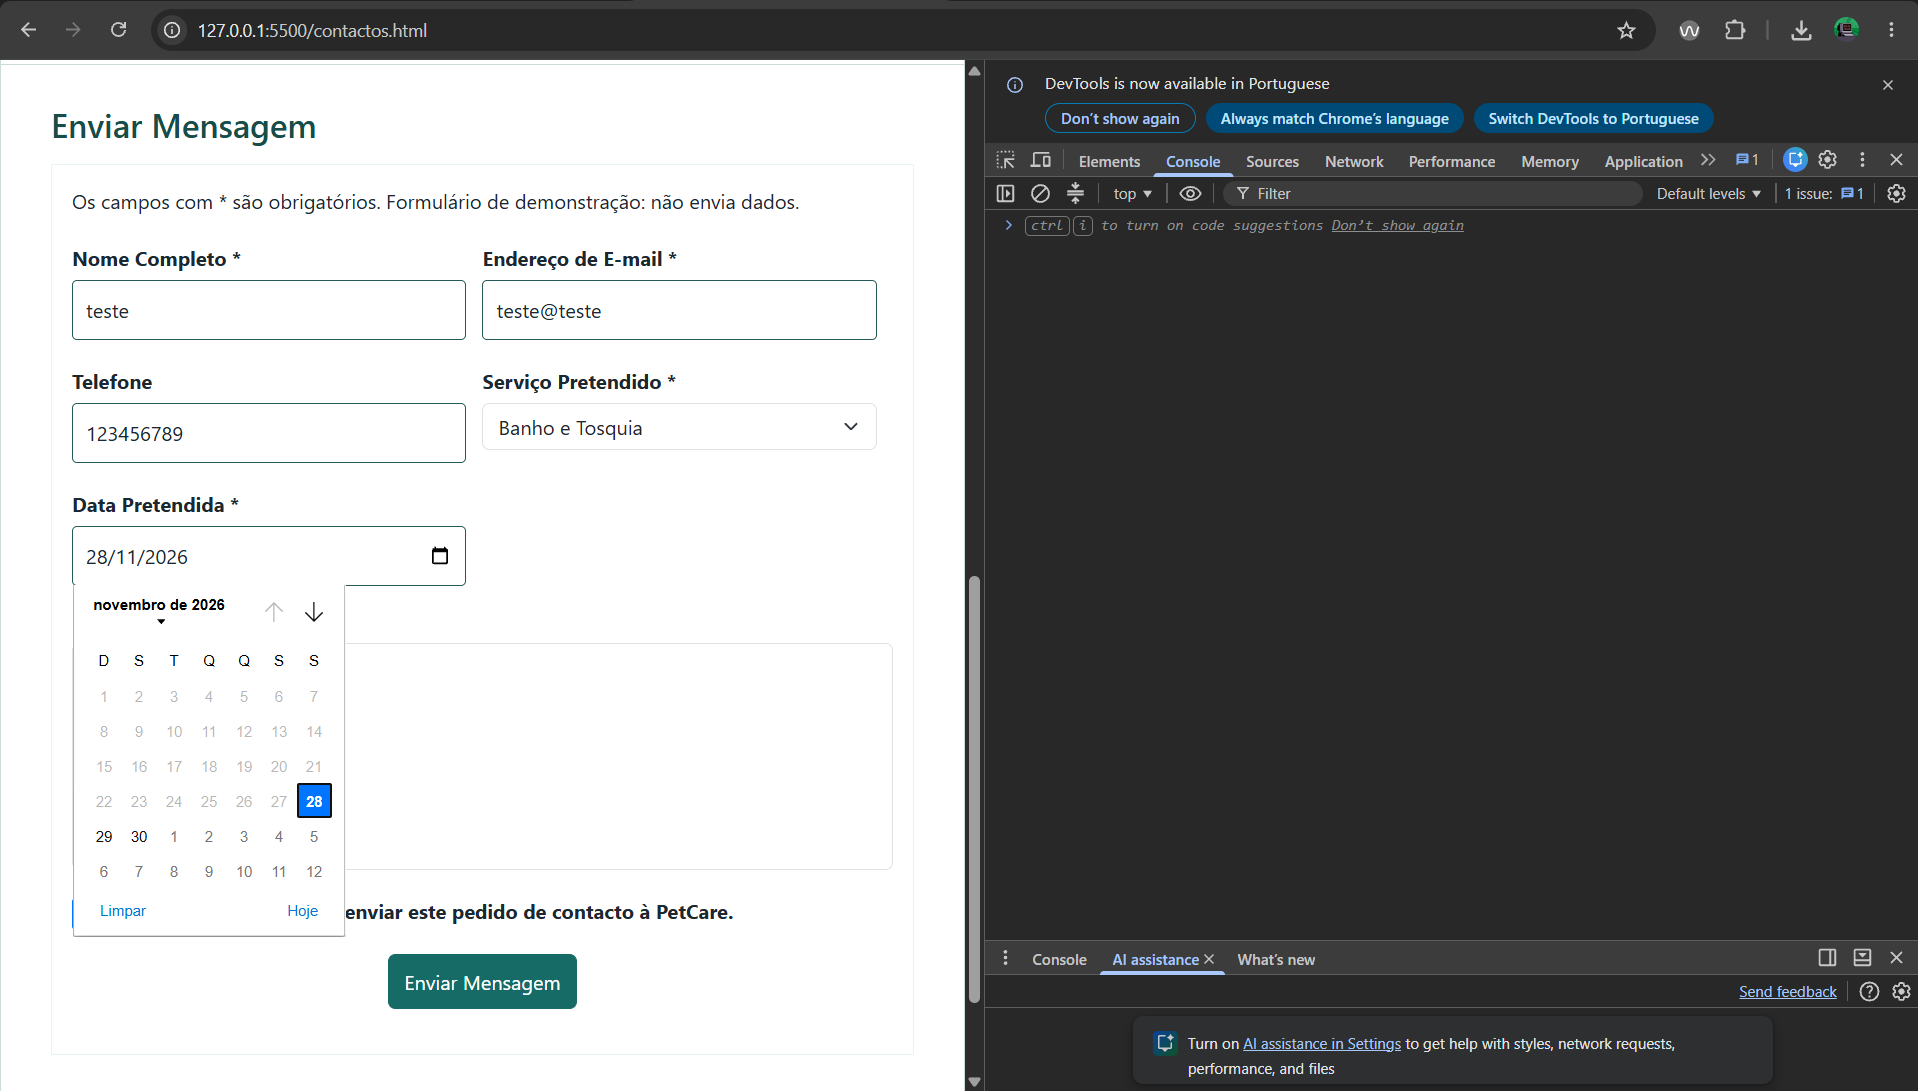 127.0.0.1:5500/contactos.html
Enviar Mensagem
Os campos com * são obrigatórios. Formulário de demonstração: não envia dados.
Nome Completo *
Endereço de E-mail *
teste
teste@teste
Telefone
Serviço Pretendido *
123456789
Banho e Tosquia
Data Pretendida *
28/11/2026
novembro de 2026
D S T Q Q S S
1 2 3 4 5 6 7
8 9 10 11 12 13 14
15 16 17 18 19 20 21
22 23 24 25 26 27 28
29 30 1 2 3 4 5
6 7 8 9 10 11 12
Limpar Hoje
enviar este pedido de contacto à PetCare.
Enviar Mensagem
DevTools is now available in Portuguese
Don't show again
Always match Chrome's language
Switch DevTools to Portuguese
Elements Console Sources Network Performance Memory Application 1
top Filter Default levels 1 issue: 1
ctrl i to turn on code suggestions Don't show again
Console AI assistance What's new
Send feedback
Turn on AI assistance in Settings to get help with styles, network requests,
performance, and files